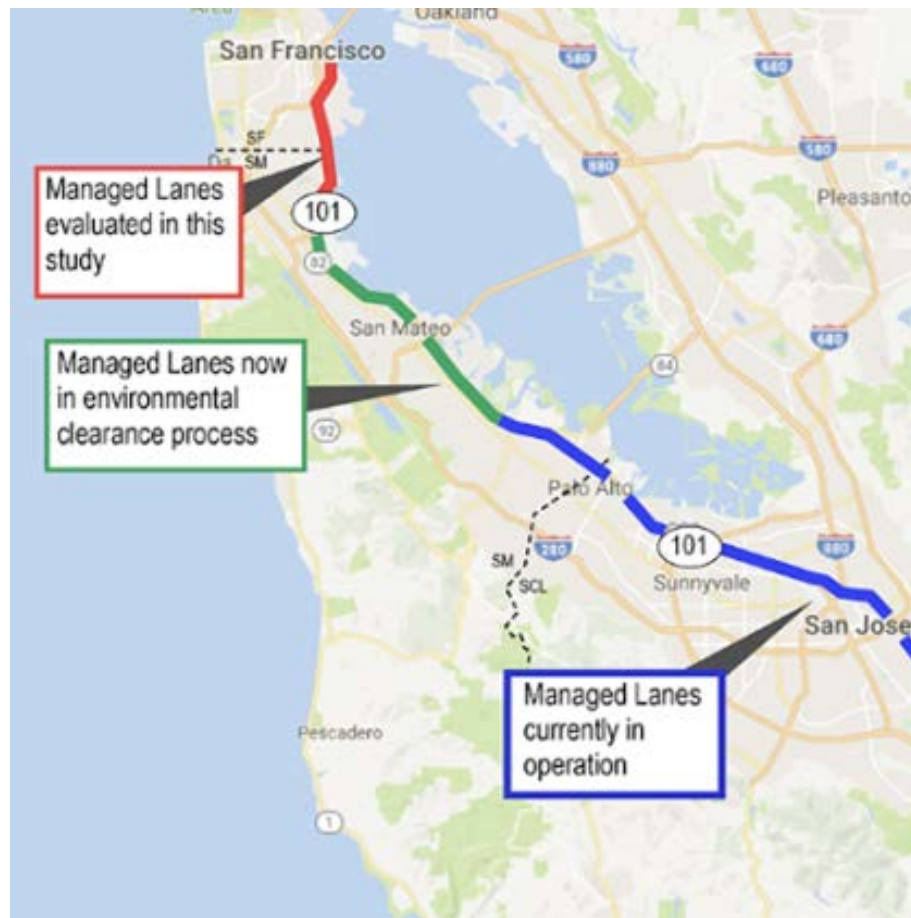 Oakland
San Francisco
580
680
SF
SM
880
580
Managed Lanes
evaluated in this
study
101
Pleasanto
82
San Mateo
680
Managed Lanes now
in environmental
clearance process
84
92
Palo Alto
280
101
880
SM
SCL
Sunnyvale
San Jose
Managed Lanes
currently in
operation
Pescadero
1